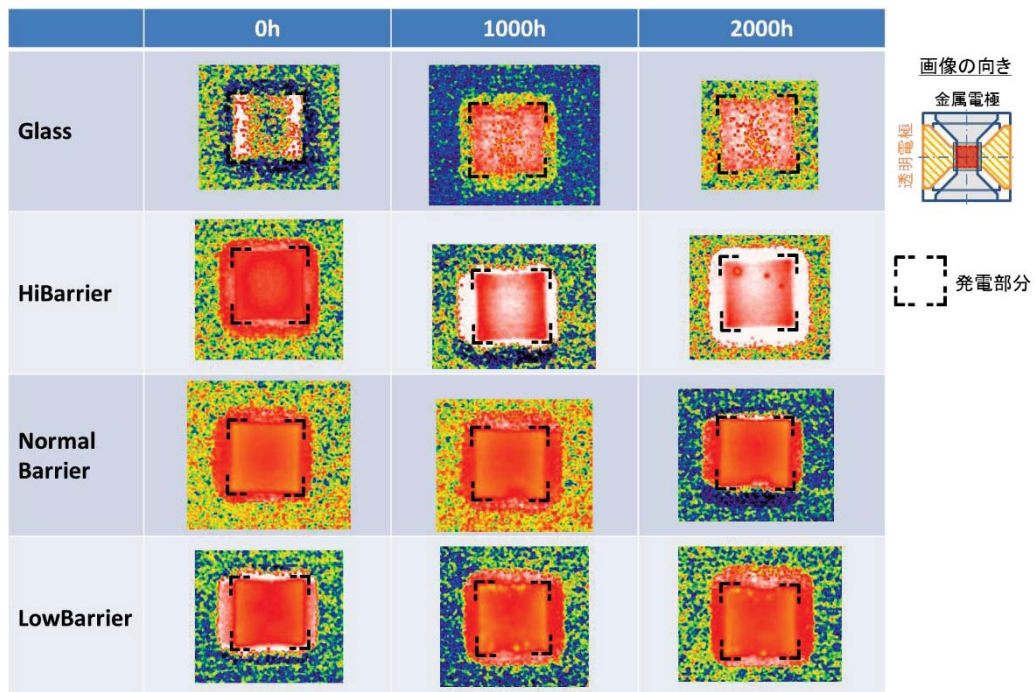 0h
1000h
2000h
Glass
HiBarrier
Normal
Barrier
LowBarrier
画像の向き
金属電極
透明電極
発電部分